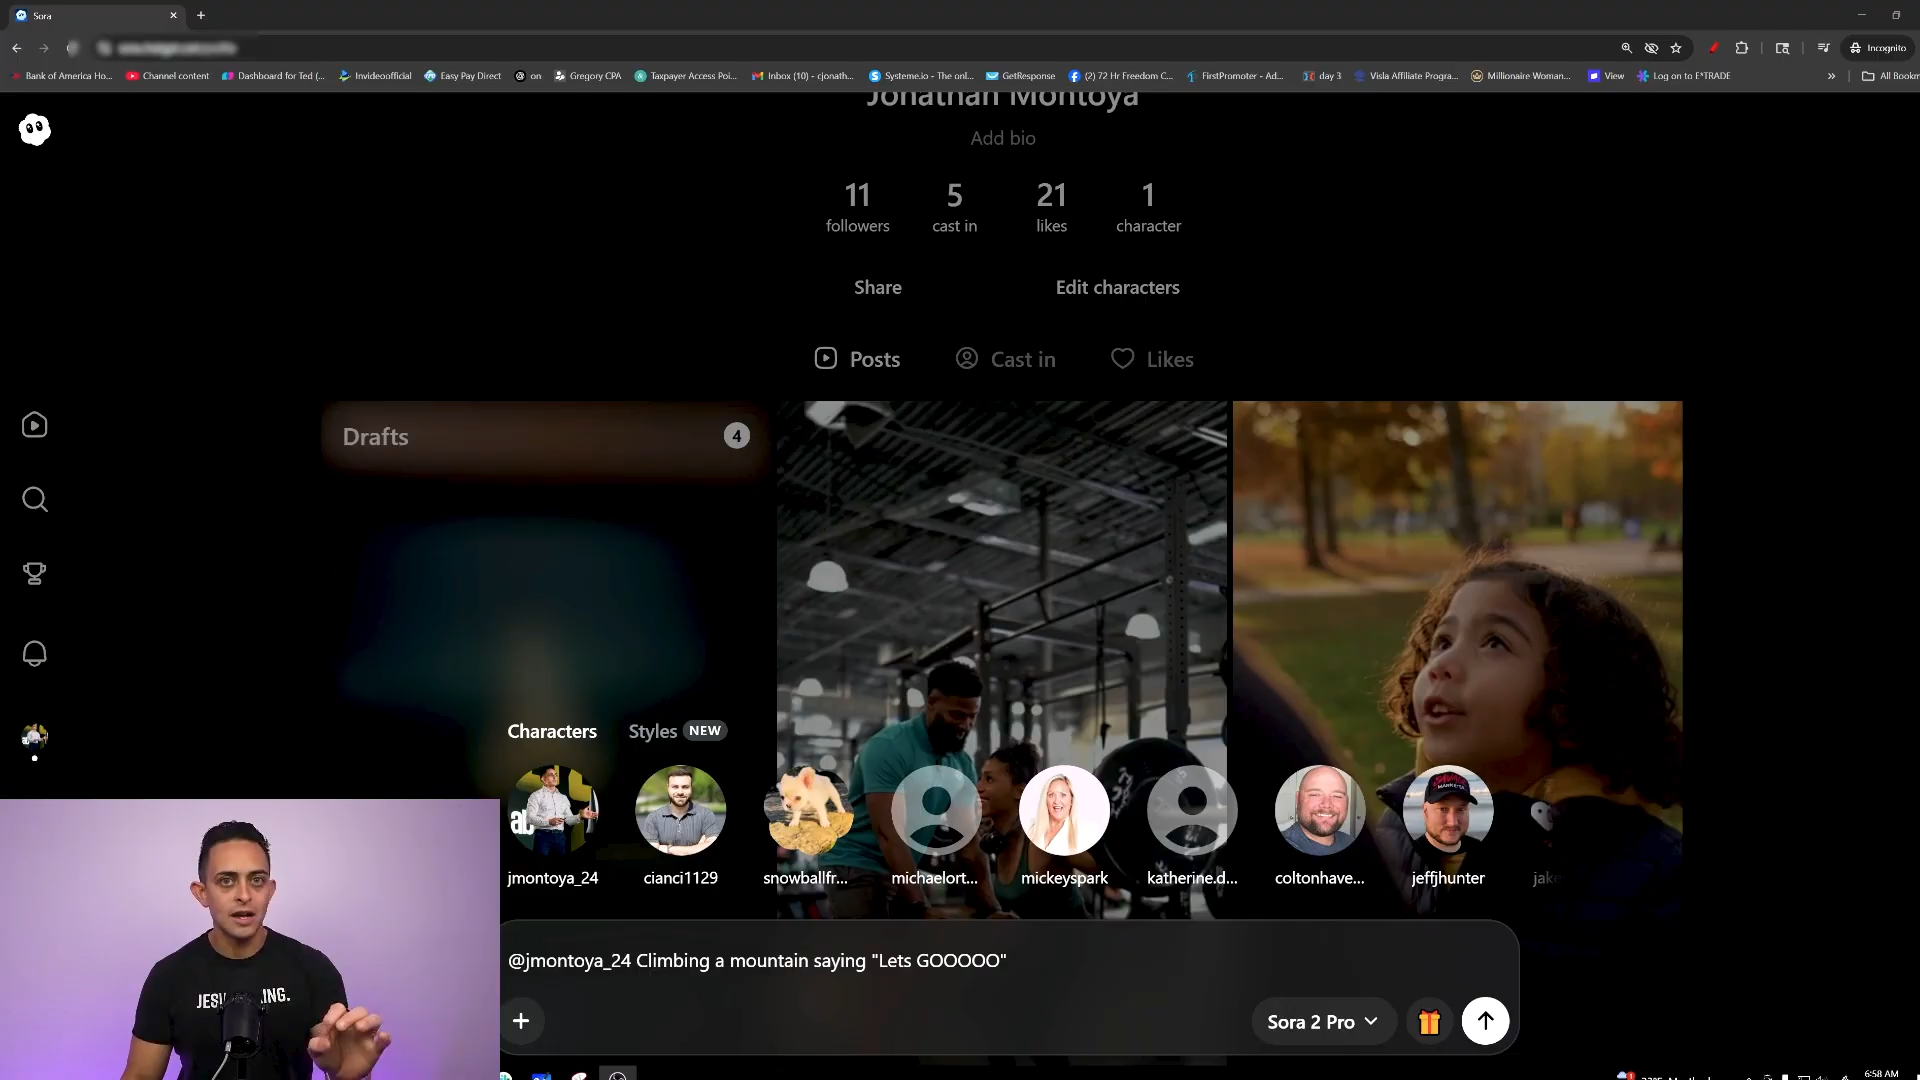 Sora
Incognito
Bank of America Ho... Channel content Dashboard for Ted (... Invideoofficial Easy Pay Direct on Gregory CPA Taxpayer Access Poi... Inbox (10) - cjonath... Systeme.io - The onl... GetResponse (2) 72 Hr Freedom C... FirstPromoter - Ad... day 3 Visla Affiliate Progra... Millionaire Woman... View Log on to E*TRADE » All Bookm
Jonathan Montoya
Add bio
11 5 21 1
followers cast in likes character
Share Edit characters
Posts Cast in Likes
Drafts 4
Characters Styles NEW
jmontoya_24 cianci1129 snowballfr... michaelort... mickeyspark katherine.d... coltonhave... jeffjhunter jake
@jmontoya_24 Climbing a mountain saying "Lets GOOOOO"
Sora 2 Pro
6:58 AM